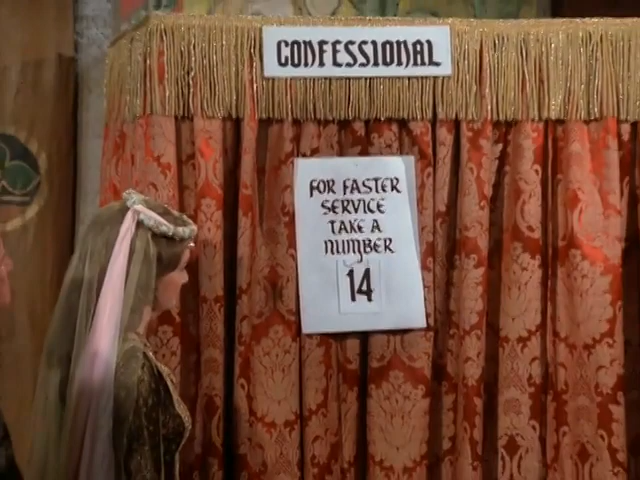 CONFESSIONAL
FOR FASTER
SERVICE
TAKE A
NUMBER
14